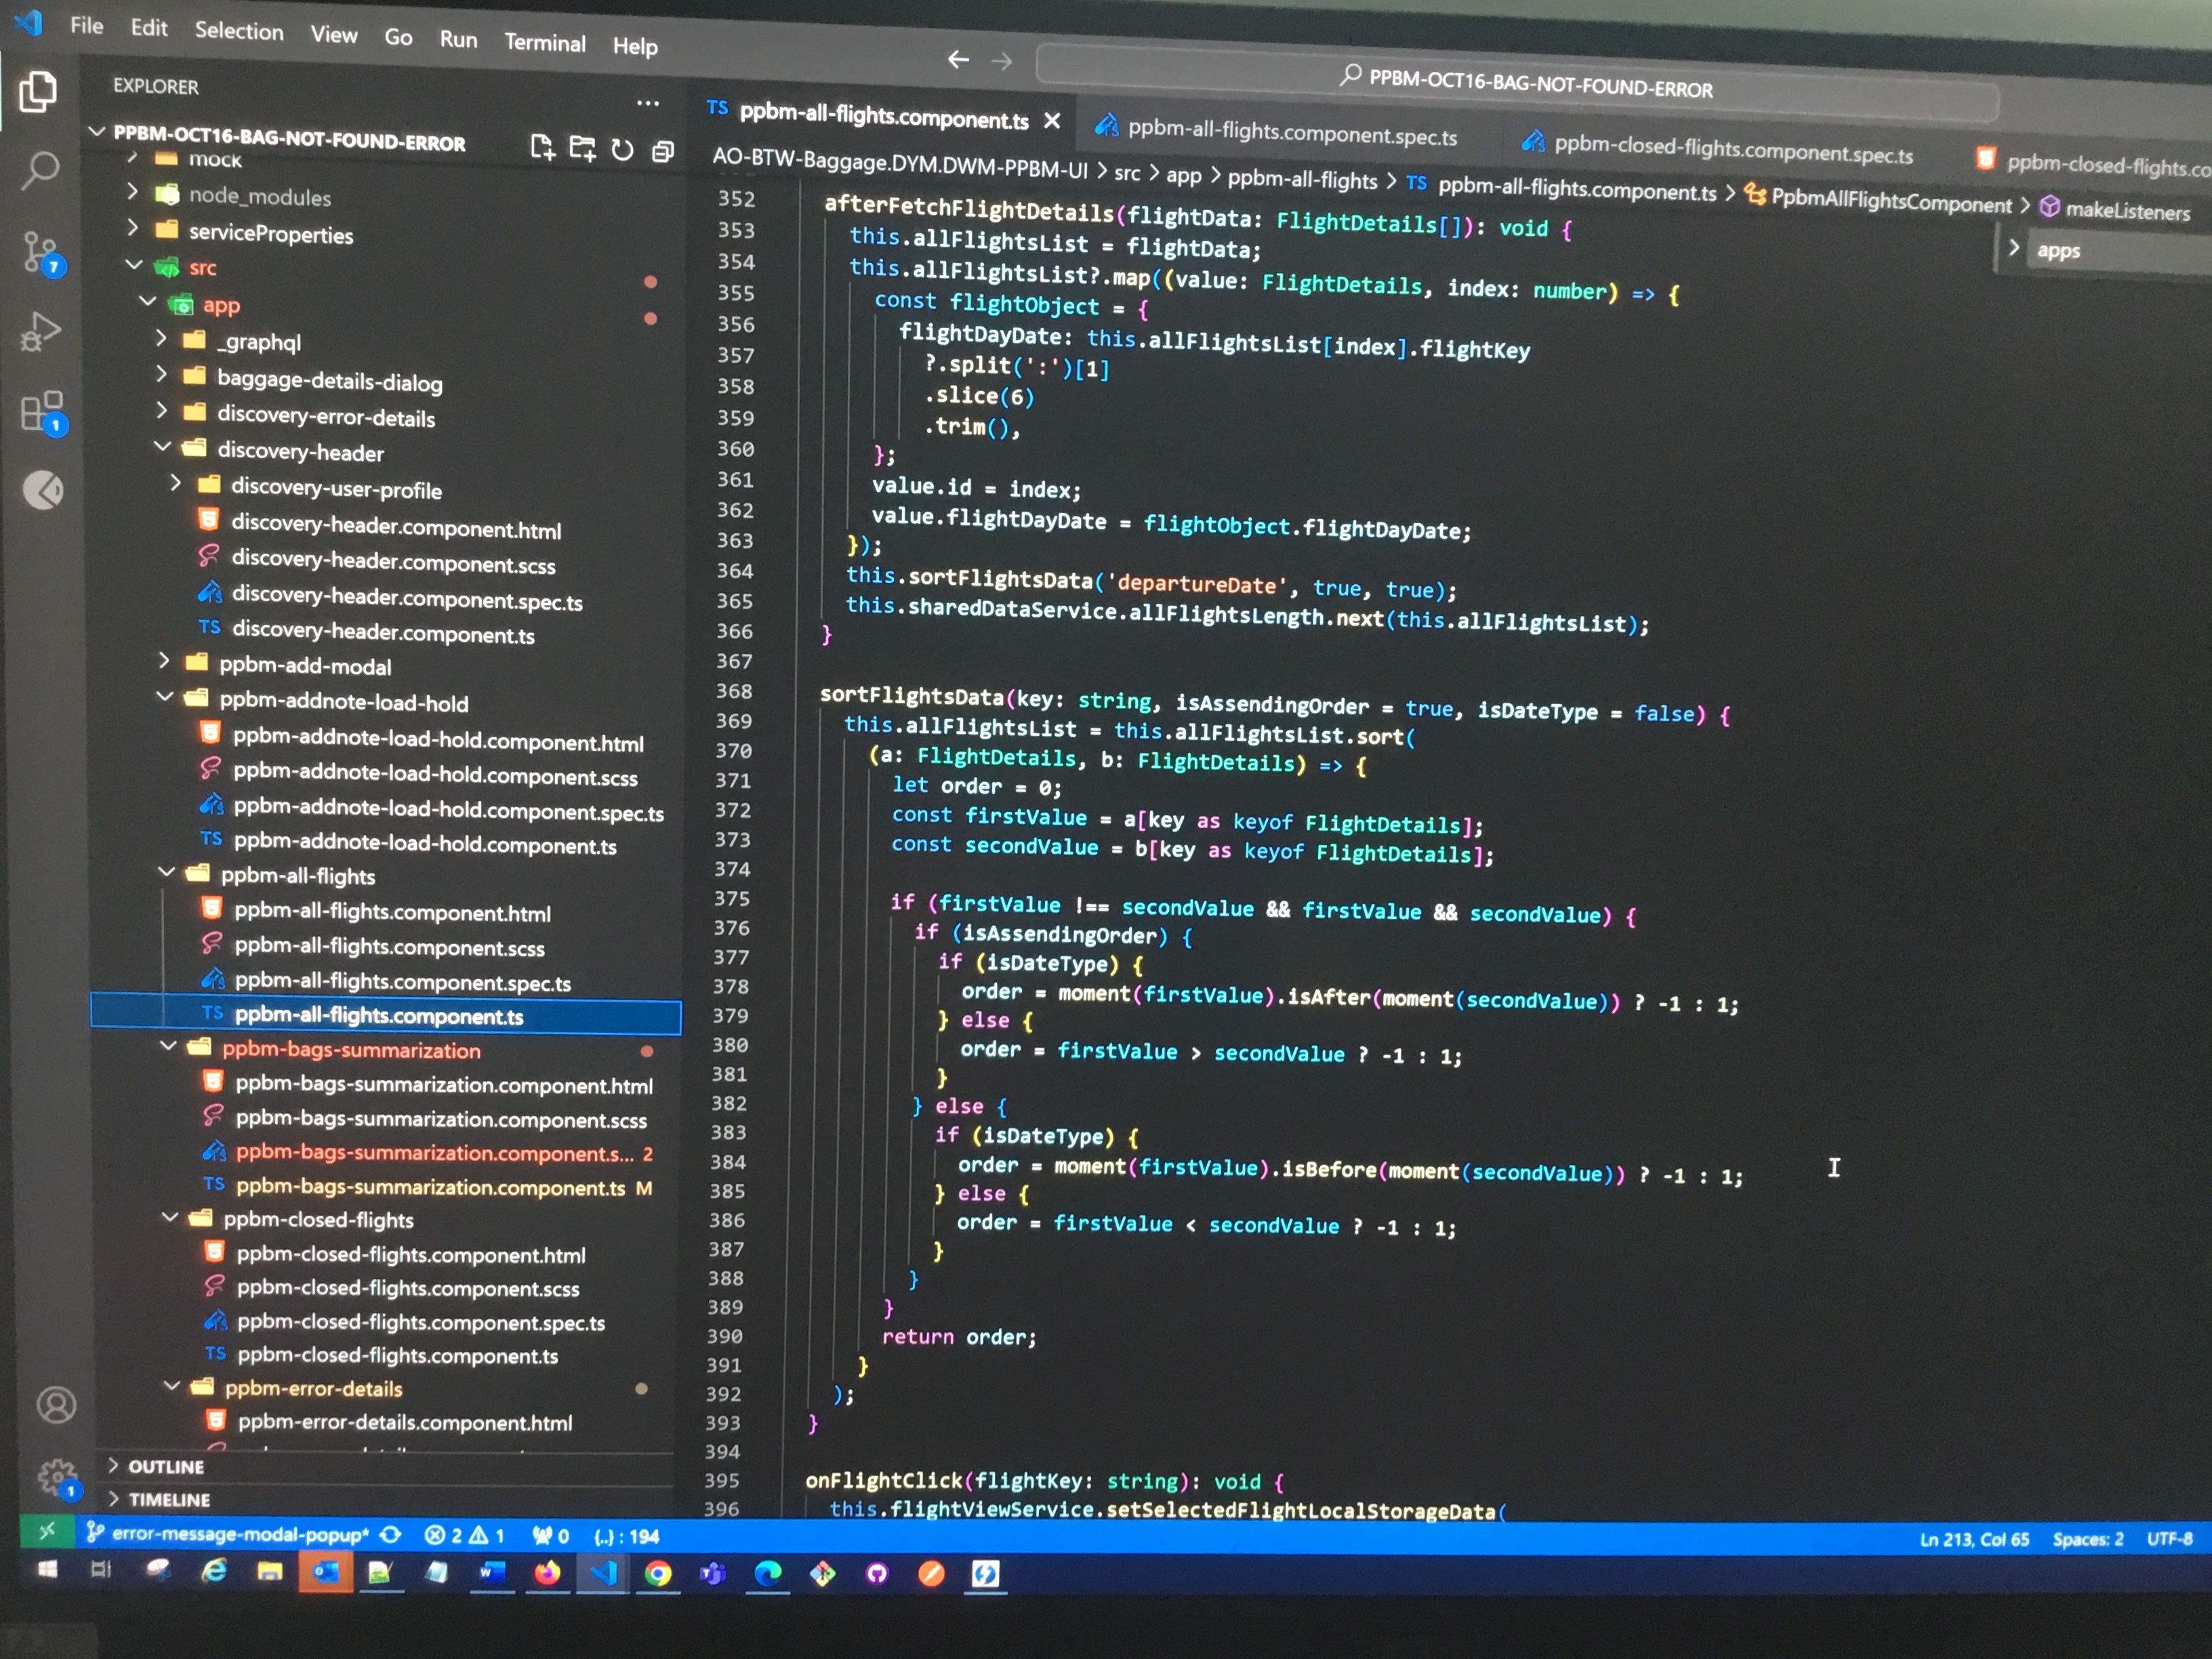 File Edit Selection View Go Run Terminal Help
PPBM-OCT16-BAG-NOT-FOUND-ERROR
EXPLORER
PPBM-OCT16-BAG-NOT-FOUND-ERROR
mock
node_modules
serviceProperties
src
app
_graphql
baggage-details-dialog
discovery-error-details
discovery-header
discovery-user-profile
discovery-header.component.html
discovery-header.component.scss
discovery-header.component.spec.ts
TS discovery-header.component.ts
ppbm-add-modal
ppbm-addnote-load-hold
ppbm-addnote-load-hold.component.html
ppbm-addnote-load-hold.component.scss
ppbm-addnote-load-hold.component.spec.ts
TS ppbm-addnote-load-hold.component.ts
ppbm-all-flights
ppbm-all-flights.component.html
ppbm-all-flights.component.scss
ppbm-all-flights.component.spec.ts
TS ppbm-all-flights.component.ts
ppbm-bags-summarization
ppbm-bags-summarization.component.html
ppbm-bags-summarization.component.scss
ppbm-bags-summarization.component.s... 2
TS ppbm-bags-summarization.component.ts M
ppbm-closed-flights
ppbm-closed-flights.component.html
ppbm-closed-flights.component.scss
ppbm-closed-flights.component.spec.ts
TS ppbm-closed-flights.component.ts
ppbm-error-details
ppbm-error-details.component.html
OUTLINE
TIMELINE
7
1
1
TS ppbm-all-flights.component.ts ppbm-all-flights.component.spec.ts ppbm-closed-flights.component.spec.ts ppbm-closed-flights.co
AO-BTW-Baggage.DYM.DWM-PPBM-UI > src > app > ppbm-all-flights > TS ppbm-all-flights.component.ts > PpbmAllFlightsComponent > makeListeners
apps
352 afterFetchFlightDetails(flightData: FlightDetails[]): void {
353 this.allFlightsList = flightData;
354 this.allFlightsList?.map((value: FlightDetails, index: number) => {
355 const flightObject = {
356 flightDayDate: this.allFlightsList[index].flightKey
357 ?.split(':')[1]
358 .slice(6)
359 .trim(),
360 };
361 value.id = index;
362 value.flightDayDate = flightObject.flightDayDate;
363 });
364 this.sortFlightsData('departureDate', true, true);
365 this.sharedDataService.allFlightsLength.next(this.allFlightsList);
366 }
367
368 sortFlightsData(key: string, isAssendingOrder = true, isDateType = false) {
369 this.allFlightsList = this.allFlightsList.sort(
370 (a: FlightDetails, b: FlightDetails) => {
371 let order = 0;
372 const firstValue = a[key as keyof FlightDetails];
373 const secondValue = b[key as keyof FlightDetails];
374
375 if (firstValue !== secondValue && firstValue && secondValue) {
376 if (isAssendingOrder) {
377 if (isDateType) {
378 order = moment(firstValue).isAfter(moment(secondValue)) ? -1 : 1;
379 } else {
380 order = firstValue > secondValue ? -1 : 1;
381 }
382 } else {
383 if (isDateType) {
384 order = moment(firstValue).isBefore(moment(secondValue)) ? -1 : 1;
385 } else {
386 order = firstValue < secondValue ? -1 : 1;
387 }
388 }
389 }
390 return order;
391 }
392 );
393 }
394
395 onFlightClick(flightKey: string): void {
396 this.flightViewService.setSelectedFlightLocalStorageData(
error-message-modal-popup* 2 1 0 {..} : 194 Ln 213, Col 65 Spaces: 2 UTF-8